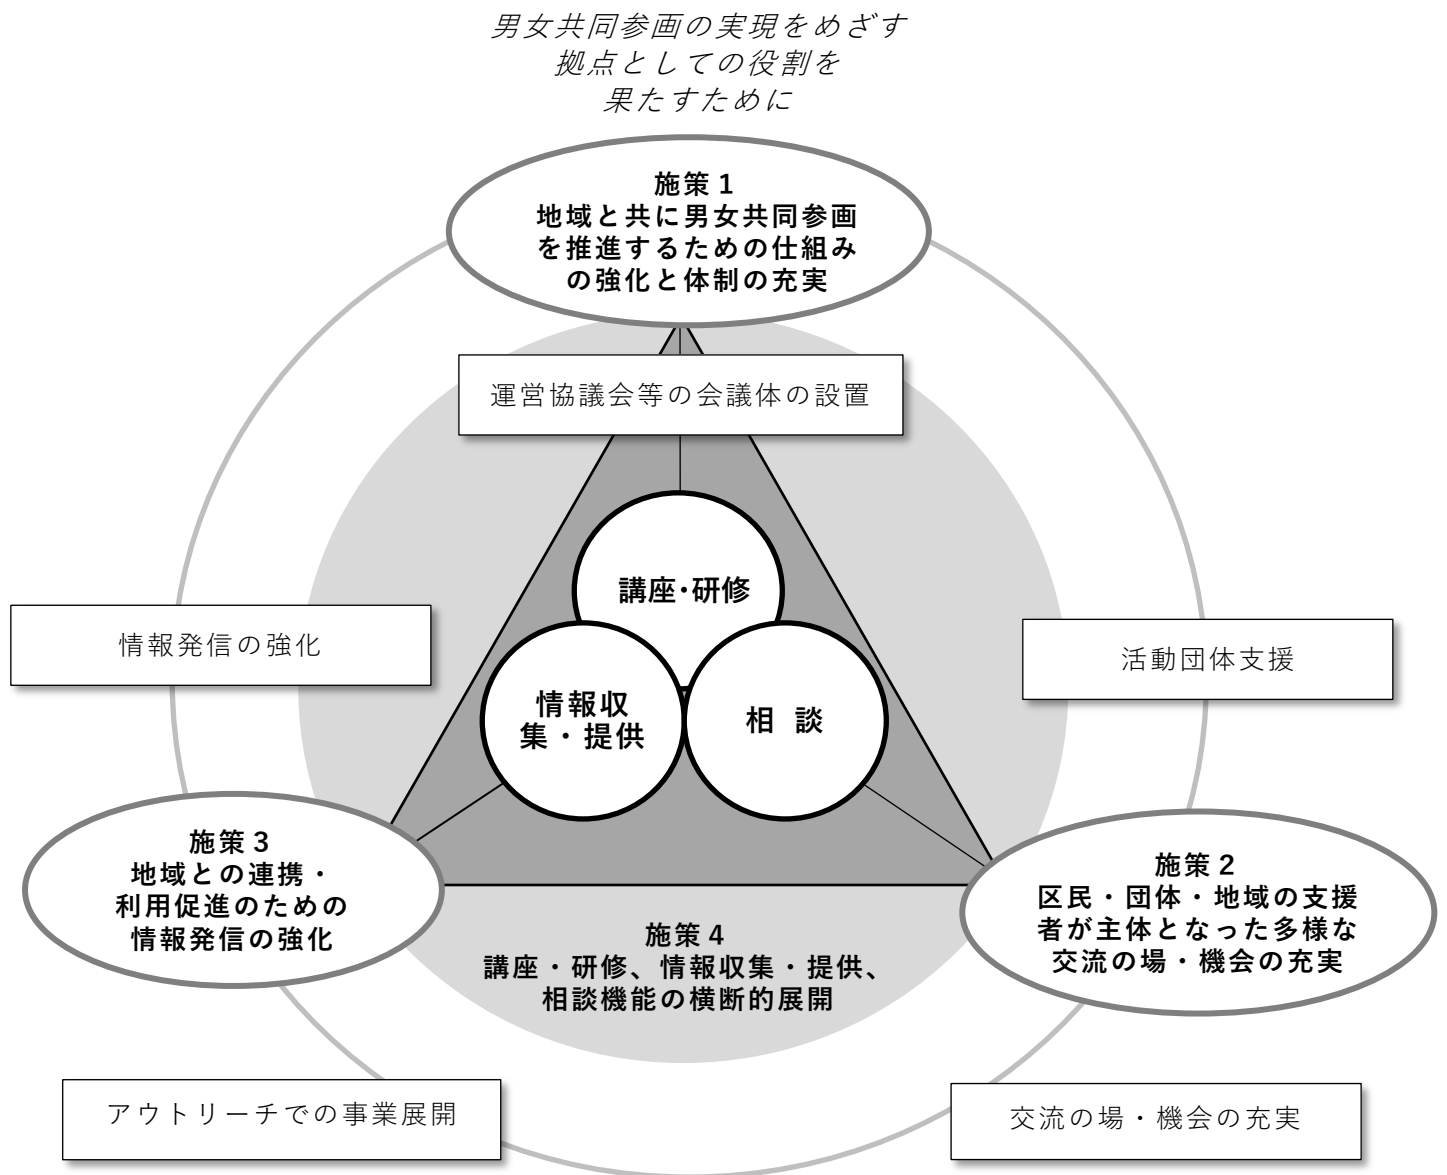 男女共同参画の実現をめざす
拠点としての役割を
果たすために
施策1
地域と共に男女共同参画
を推進するための仕組み
の強化と体制の充実
運営協議会等の会議体の設置
講座・研修
情報発信の強化
活動団体支援
情報収
集・提供
相 談
施策3
地域との連携・
利用促進のための
情報発信の強化
施策2
区民・団体・地域の支援
者が主体となった多様な
交流の場・機会の充実
施策4
講座・研修、情報収集・提供、
相談機能の横断的展開
アウトリーチでの事業展開
交流の場・機会の充実